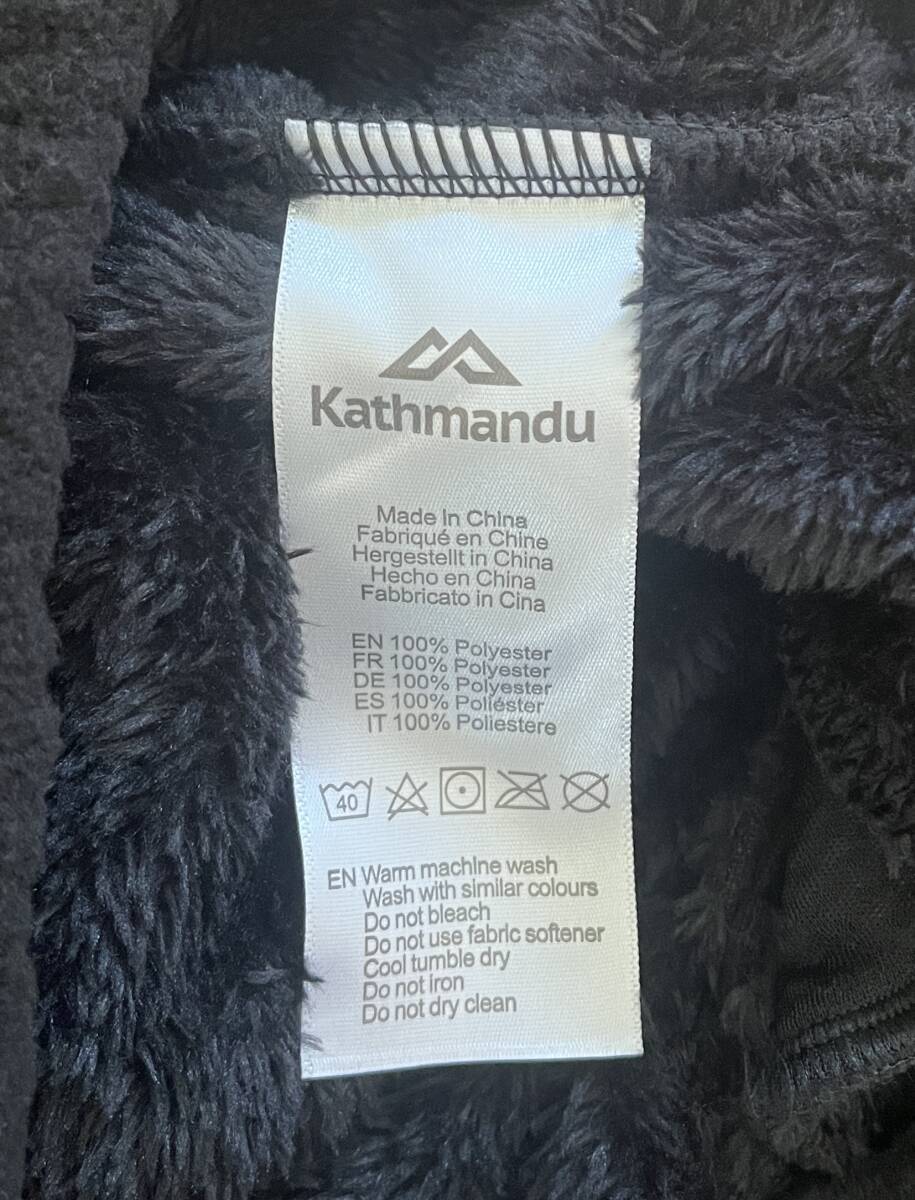 Kathmandu
Made In China
Fabriqué en Chine
Hergestellt in China
Hecho en China
Fabbricato in Cina
EN 100% Polyester
FR 100% Polyester
DE 100% Polyester
ES 100% Poliéster
IT 100% Poliestere
40
EN Warm machine wash
Wash with similar colours
Do not bleach
Do not use fabric softener
Cool tumble dry
Do not iron
Do not dry clean